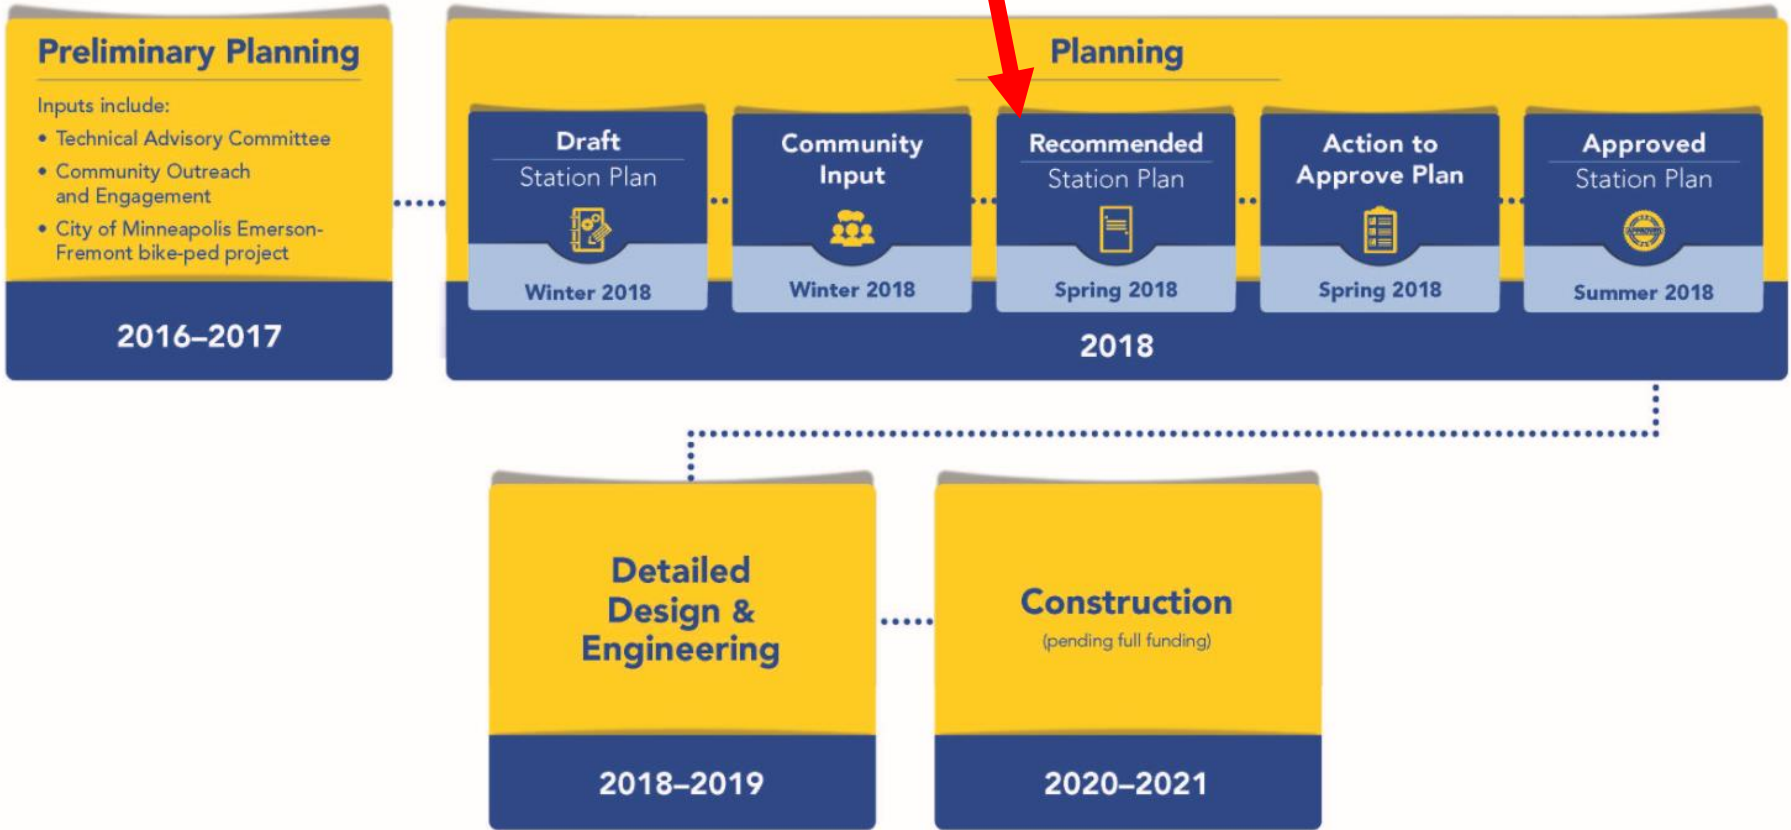 Preliminary Planning
Inputs include:
• Technical Advisory Committee
• Community Outreach
and Engagement
• City of Minneapolis Emerson-
Fremont bike-ped project
2016–2017
Planning
Draft
Station Plan
Winter 2018
Community
Input
Winter 2018
Recommended
Station Plan
Spring 2018
Action to
Approve Plan
Spring 2018
Approved
Station Plan
APPROVED
Summer 2018
2018
Detailed
Design &
Engineering
2018–2019
Construction
(pending full funding)
2020–2021